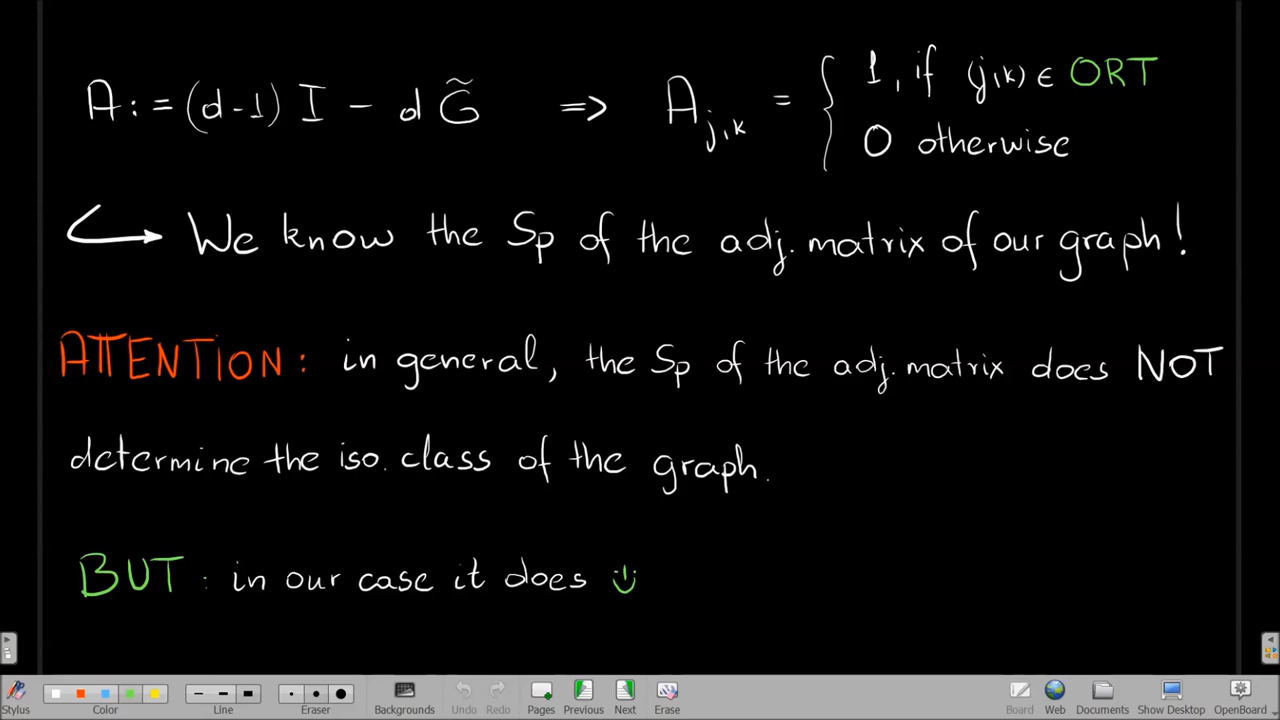 A := (d-1) I - d G̃ => A j,k = { 1, if (j,k) ∈ ORT
0 otherwise
↪ We know the Sp of the adj. matrix of our graph!
ATTENTION: in general, the Sp of the adj. matrix does NOT
determine the iso. class of the graph.
BUT: in our case it does ☺
Stylus Color Line Eraser Backgrounds Undo Redo Pages Previous Next Erase Board Web Documents Show Desktop OpenBoard